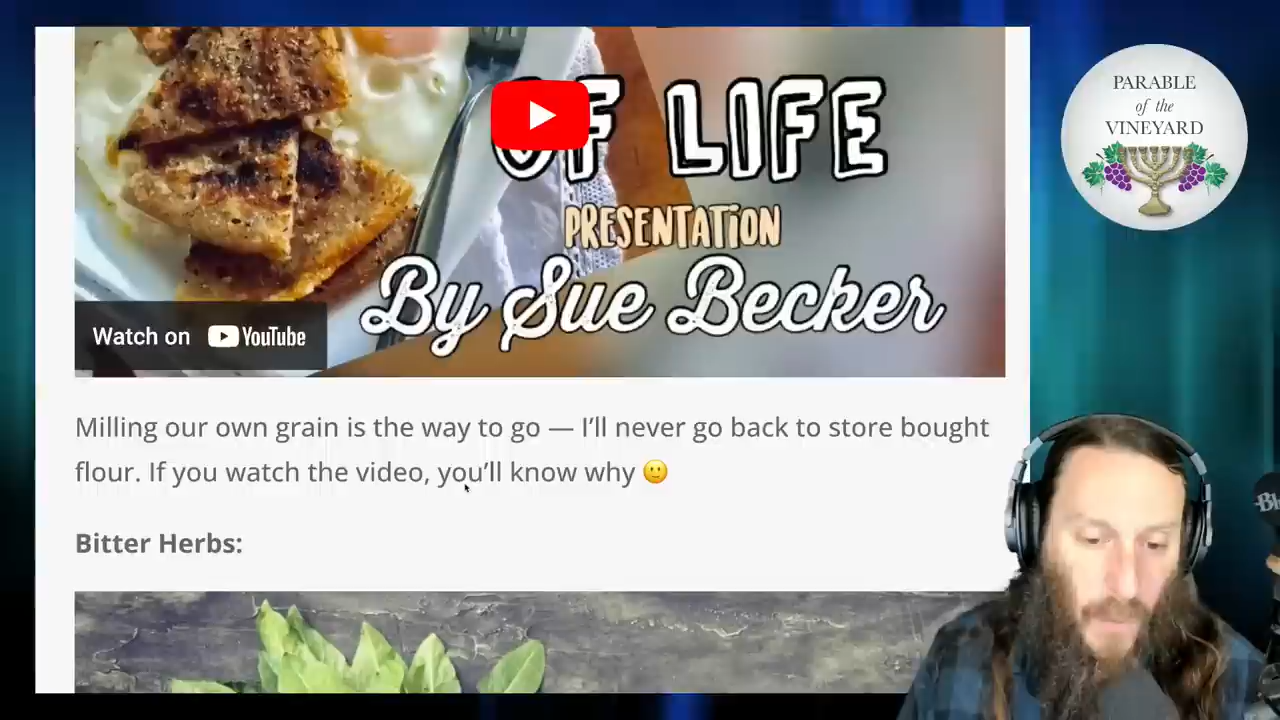 OF LIFE
PRESENTATION
By Sue Becker
Watch on YouTube
Milling our own grain is the way to go — I’ll never go back to store bought
flour. If you watch the video, you’ll know why 🙂
Bitter Herbs:
PARABLE
of the
VINEYARD